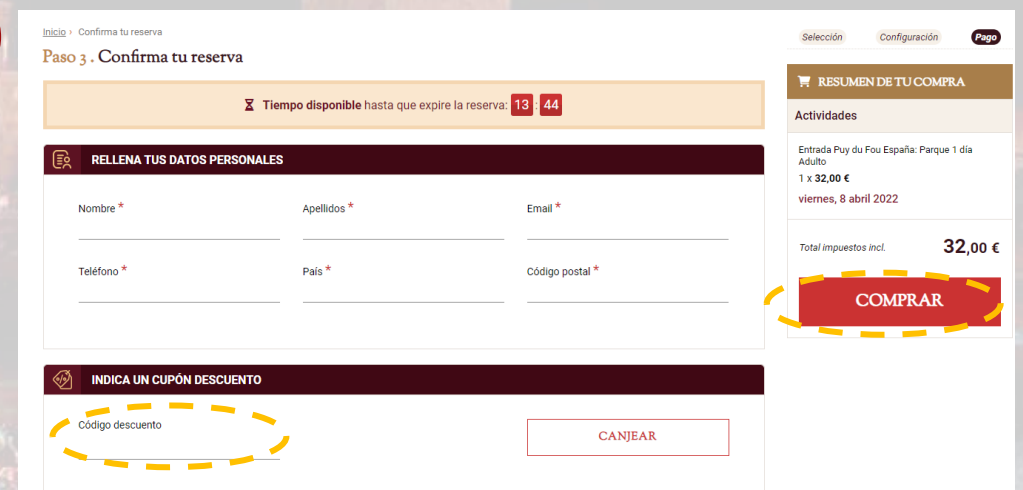 Inicio › Confirma tu reserva
Paso 3 . Confirma tu reserva
Tiempo disponible hasta que expire la reserva: 13 : 44
RELLENA TUS DATOS PERSONALES
Nombre * Apellidos * Email *
Teléfono * País * Código postal *
INDICA UN CUPÓN DESCUENTO
Código descuento
CANJEAR
Selección Configuración Pago
RESUMEN DE TU COMPRA
Actividades
Entrada Puy du Fou España: Parque 1 día
Adulto
1 x 32,00 €
viernes, 8 abril 2022
Total impuestos incl. 32,00 €
COMPRAR